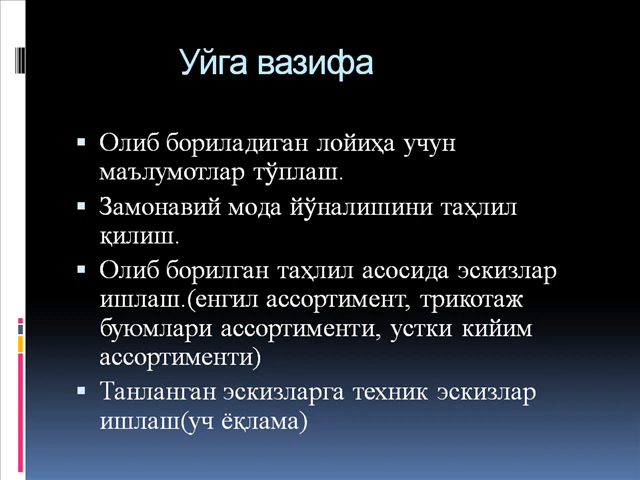 Уйга вазифа
Олиб бориладиган лойиҳа учун
маълумотлар тўплаш.
Замонавий мода йўналишини таҳлил
қилиш.
Олиб борилган таҳлил асосида эскизлар
ишлаш.(енгил ассортимент, трикотаж
буюмлари ассортименти, устки кийим
ассортименти)
Танланган эскизларга техник эскизлар
ишлаш(уч ёқлама)